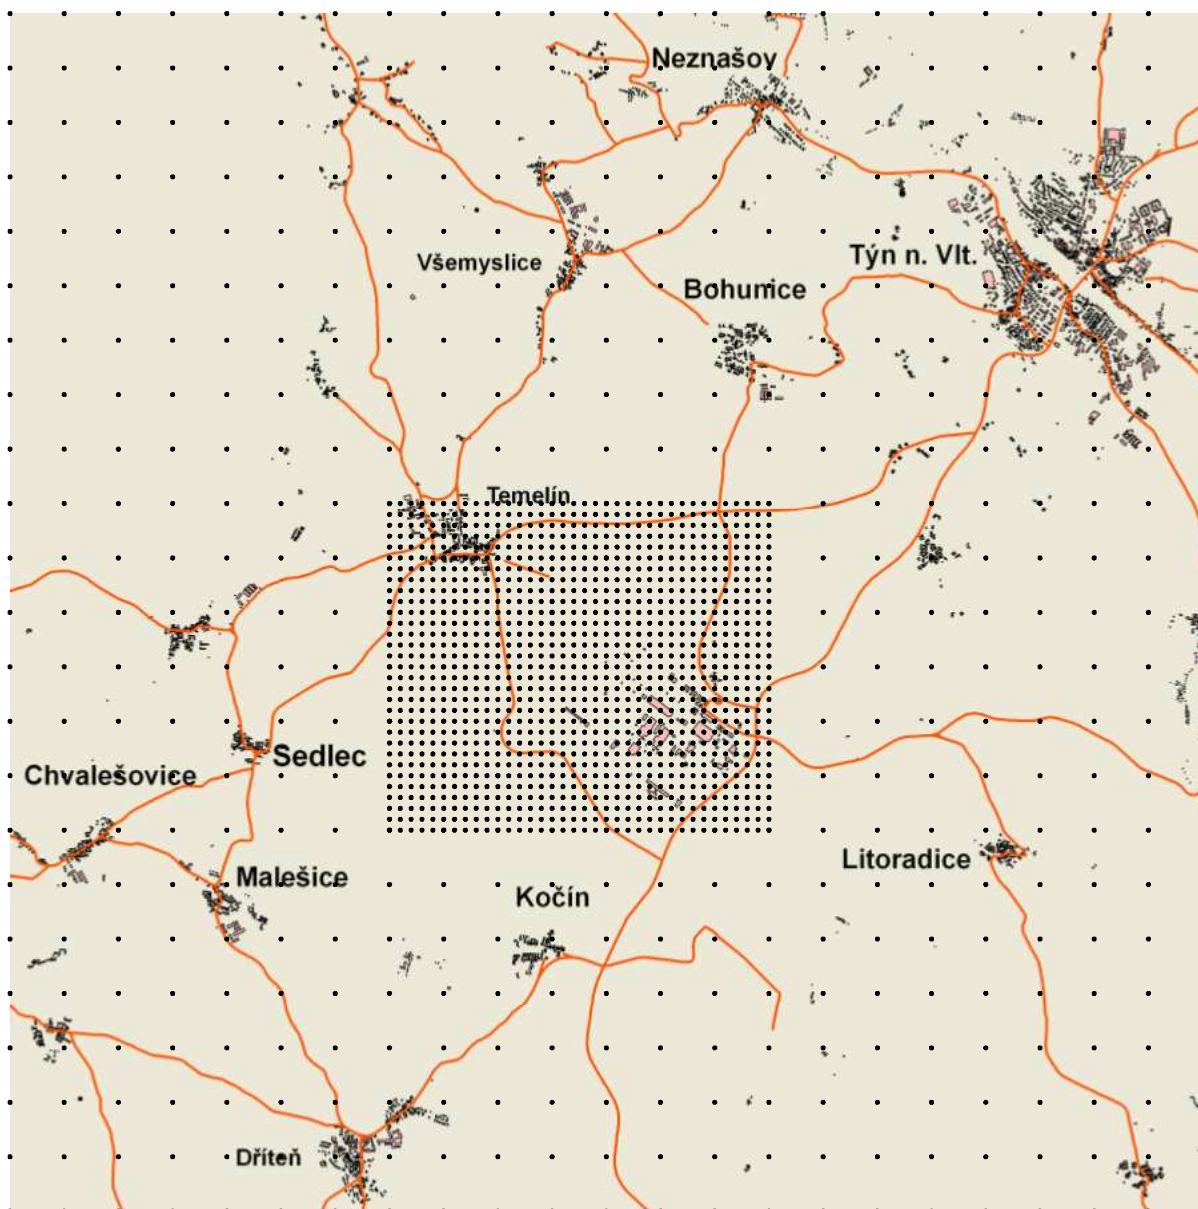 Neznašov
Týn n. Vlt.
Všemyslice
Bohunice
Temelín
Sedlec
Chvalešovice
Litoradice
Malešice
Kočín
Dříteň